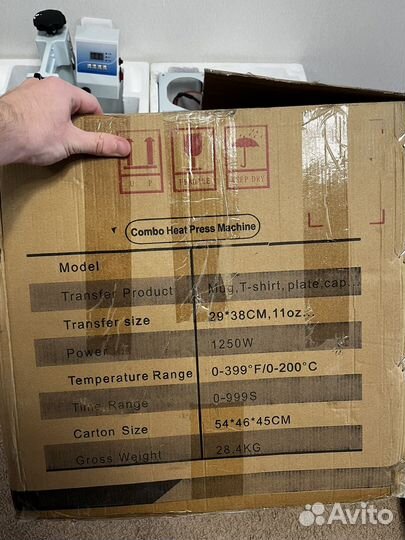 U P
FRAGILE
KEEP DRY
Combo Heat Press Machine
Model
Transfer Product Mug,T-shirt,plate,cap...
Transfer size 29*38CM,11oz...
Power 1250W
Temperature Range 0-399°F/0-200°C
Time Range 0-999S
Carton Size 54*46*45CM
Gross Weight 28.4KG
Avito